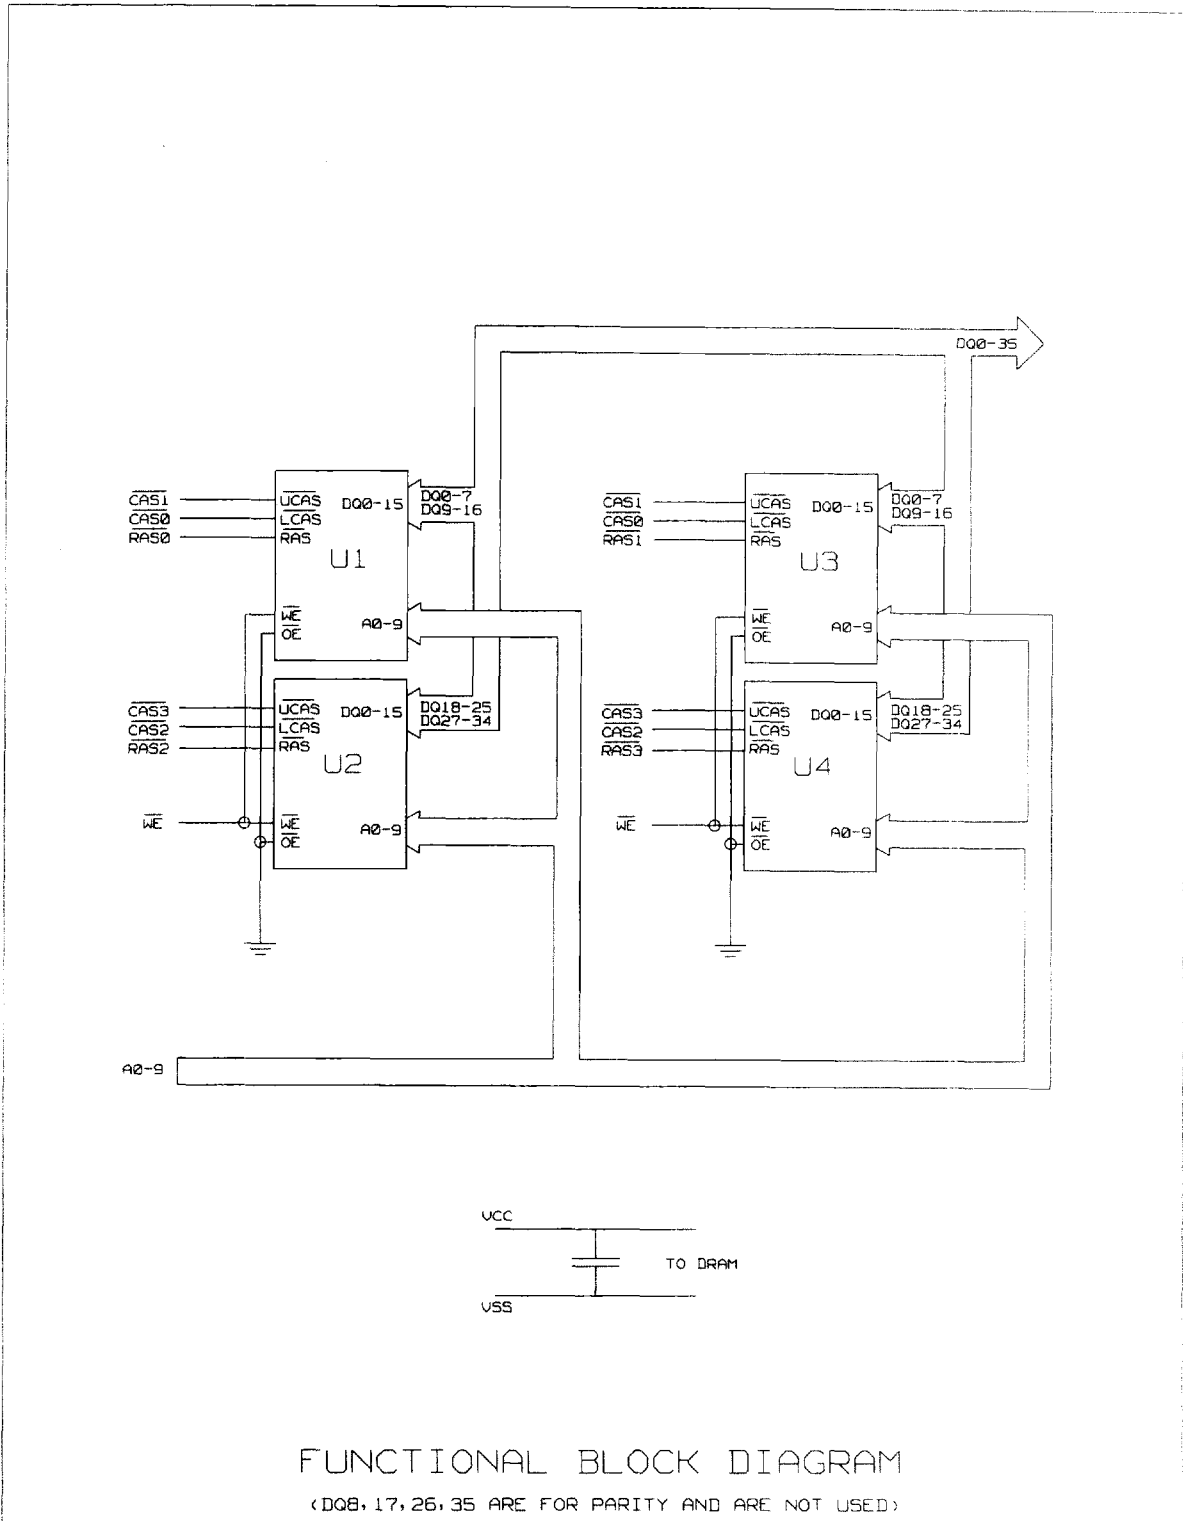 DQ0-35
CAS1
CAS0
RAS0
UCAS
LCAS
RAS
DQ0-15
DQ0-7
DQ9-16
U1
WE
OE
A0-9
CAS3
CAS2
RAS2
UCAS
LCAS
RAS
DQ0-15
DQ18-25
DQ27-34
U2
WE
WE
OE
A0-9
CAS1
CAS0
RAS1
UCAS
LCAS
RAS
DQ0-15
DQ0-7
DQ9-16
U3
WE
OE
A0-9
CAS3
CAS2
RAS3
UCAS
LCAS
RAS
DQ0-15
DQ18-25
DQ27-34
U4
WE
WE
OE
A0-9
A0-9
VCC
TO DRAM
VSS
FUNCTIONAL BLOCK DIAGRAM
(DQ8,17,26,35 ARE FOR PARITY AND ARE NOT USED)